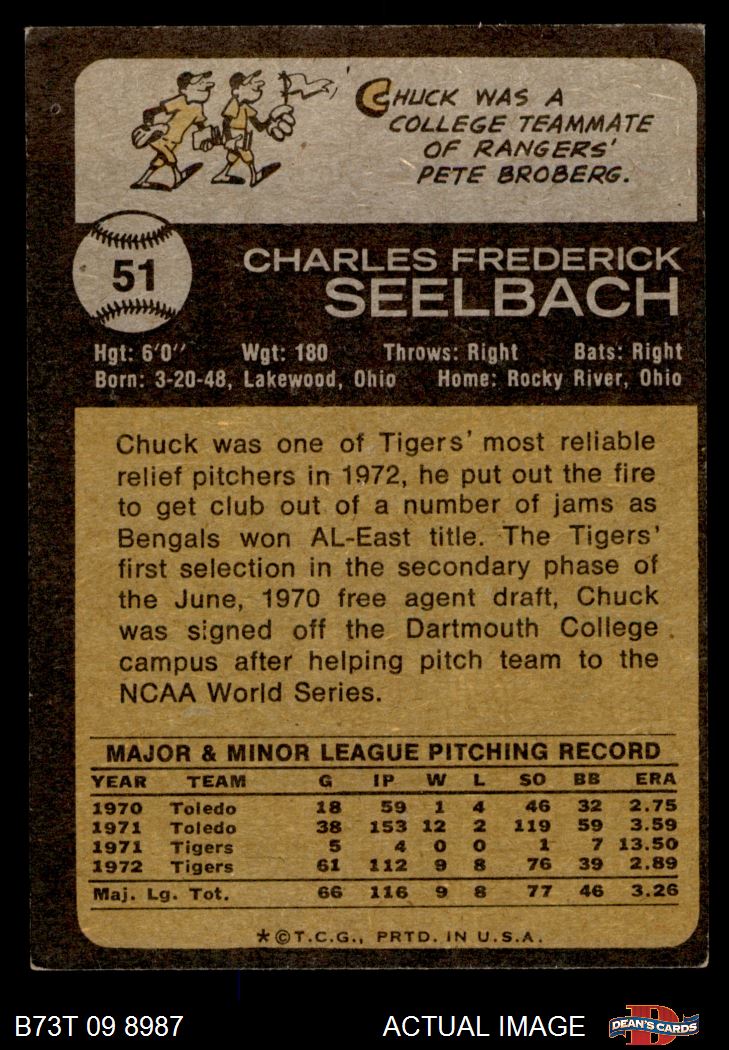 CHUCK WAS A
COLLEGE TEAMMATE
OF RANGERS'
PETE BROBERG.
51
CHARLES FREDERICK
SEELBACH
Hgt: 6'0" Wgt: 180 Throws: Right Bats: Right
Born: 3-20-48, Lakewood, Ohio Home: Rocky River, Ohio
Chuck was one of Tigers' most reliable
relief pitchers in 1972, he put out the fire
to get club out of a number of jams as
Bengals won AL-East title. The Tigers'
first selection in the secondary phase of
the June, 1970 free agent draft, Chuck
was signed off the Dartmouth College
campus after helping pitch team to the
NCAA World Series.
MAJOR & MINOR LEAGUE PITCHING RECORD
YEAR TEAM G IP W L SO BB ERA
1970 Toledo 18 59 1 4 46 32 2.75
1971 Toledo 38 153 12 2 119 59 3.59
1971 Tigers 5 4 0 0 1 7 13.50
1972 Tigers 61 112 9 8 76 39 2.89
Maj. Lg. Tot. 66 116 9 8 77 46 3.26
*©T.C.G., PRTD. IN U.S.A.
B73T 09 8987 ACTUAL IMAGE D DEAN'S CARDS